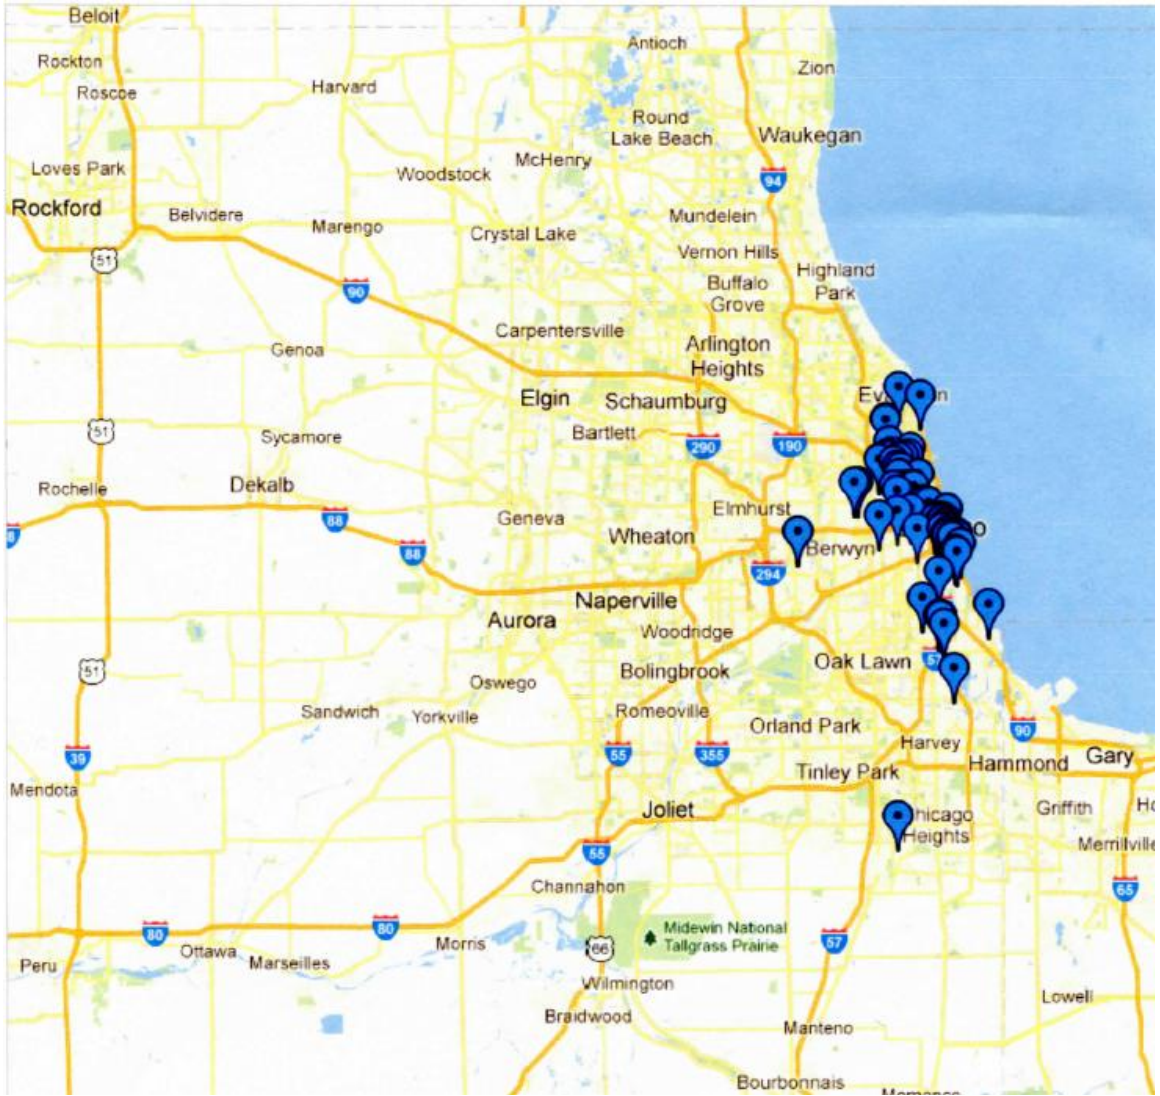 Beloit
Antioch
Rockton
Zion
Harvard
Roscoe
Round
Lake Beach
Waukegan
McHenry
Loves Park
Woodstock
94
Rockford
Belvidere
Mundelein
Marengo
Crystal Lake
Vernon Hills
51
Highland
Park
Buffalo
Grove
90
Carpentersville
Arlington
Heights
Genoa
Elgin
Schaumburg
51
Bartlett
Sycamore
290
190
Rochelle
Dekalb
Elmhurst
Geneva
88
Wheaton
Berwyn
88
294
Naperville
Aurora
Woodridge
Oak Lawn
51
Bolingbrook
Oswego
Sandwich
Yorkville
Romeoville
Orland Park
39
55
355
90
Harvey
Gary
Tinley Park
Hammond
Mendota
Joliet
Griffith
Heights
Merrillville
55
Channahon
65
80
80
Midewin National
Tallgrass Prairie
57
Ottawa
Morris
66
Peru
Marseilles
Wilmington
Lowell
Braidwood
Manteno
Bourbonnais